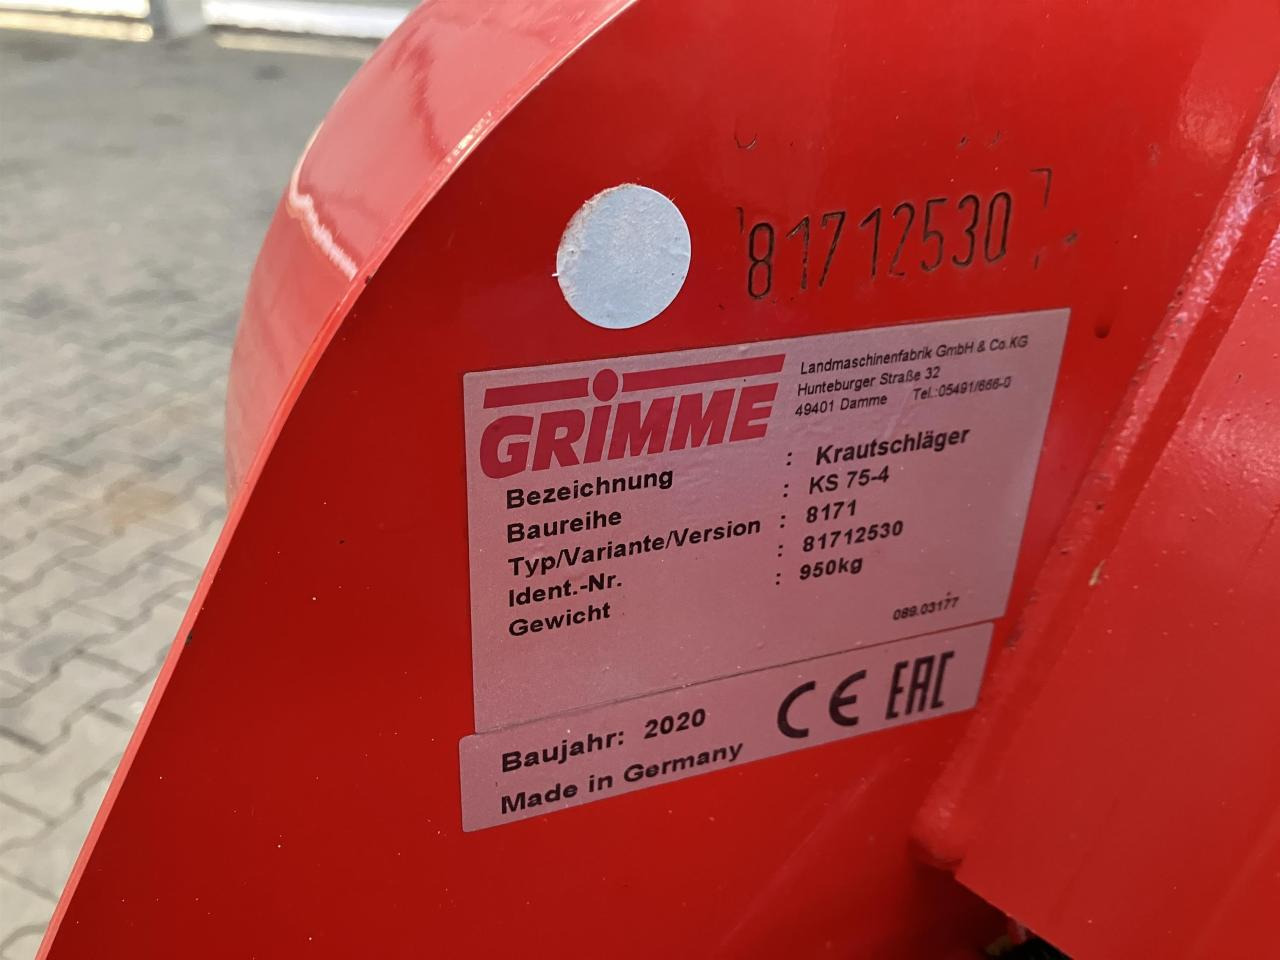 81712530
GRIMME
Landmaschinenfabrik GmbH & Co.KG
Hunteburger Straße 32
49401 Damme Tel.:05491/666-0
Bezeichnung : Krautschläger
Baureihe : KS 75-4
Typ/Variante/Version : 8171
Ident.-Nr. : 81712530
Gewicht : 950kg
089.03177
Baujahr: 2020
Made in Germany
CE EAC